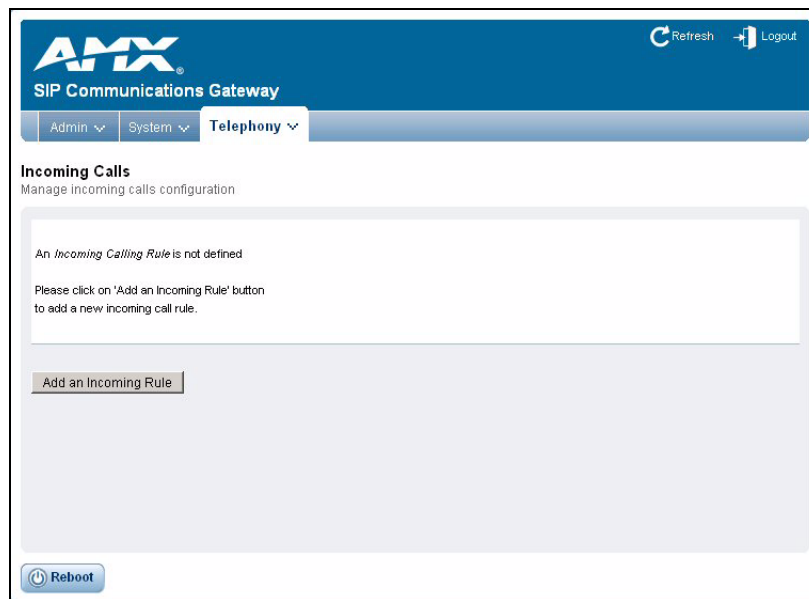 Refresh
Logout
AMX
SIP Communications Gateway
Admin
System
Telephony
Incoming Calls
Manage incoming calls configuration
An Incoming Calling Rule is not defined
Please click on 'Add an Incoming Rule' button
to add a new incoming call rule.
Add an Incoming Rule
Reboot